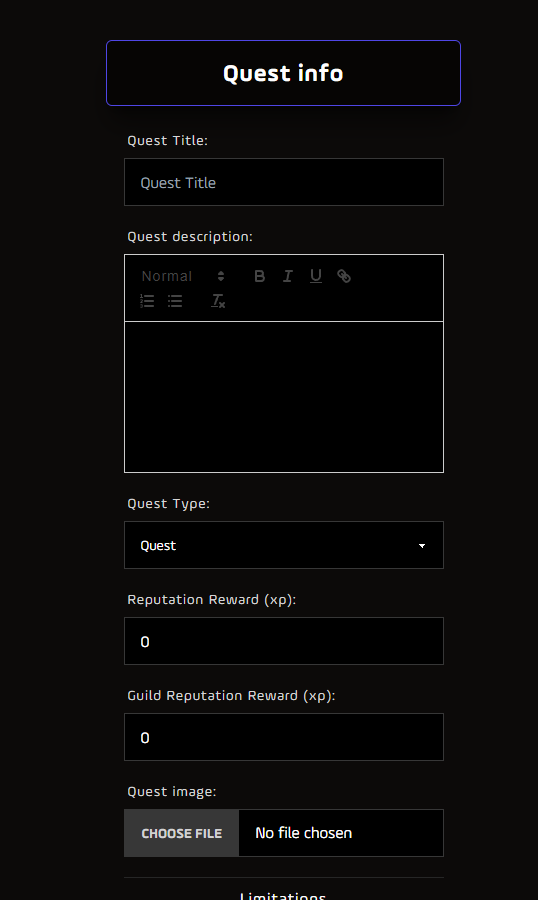 Quest info
Quest Title:
Quest Title
Quest description:
Normal B I U
Quest Type:
Quest
Reputation Reward (xp):
0
Guild Reputation Reward (xp):
0
Quest image:
CHOOSE FILE No file chosen
Limitations